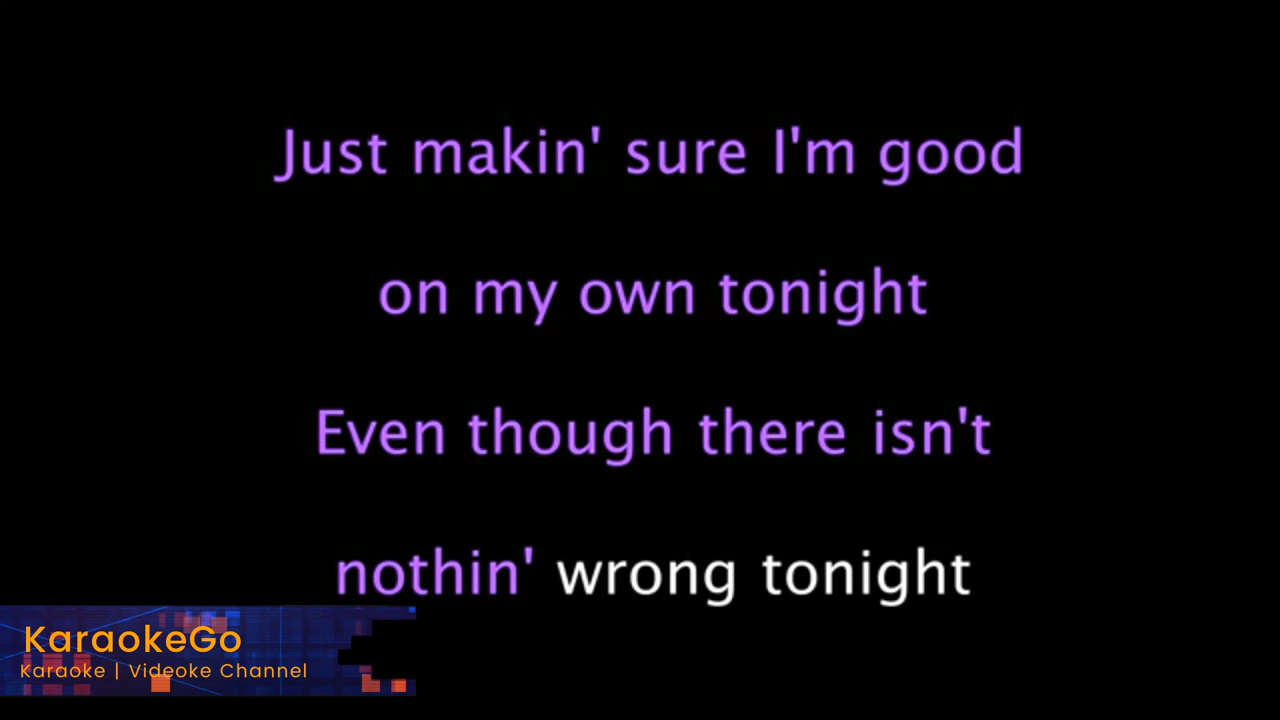 Just makin' sure I'm good
on my own tonight
Even though there isn't
nothin' wrong tonight
KaraokeGo
Karaoke | Videoke Channel